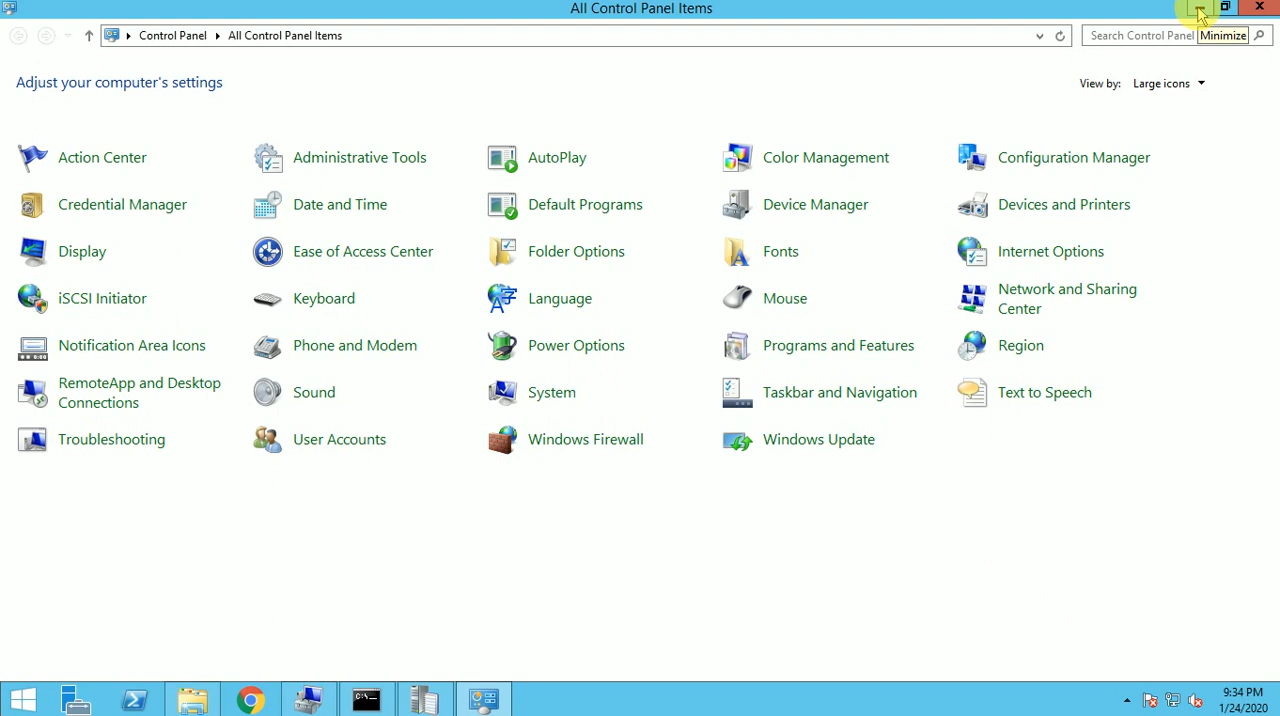 All Control Panel Items
Control Panel All Control Panel Items
Search Control Panel
Minimize
Adjust your computer's settings
View by: Large icons
Action Center
Administrative Tools
AutoPlay
Color Management
Configuration Manager
Credential Manager
Date and Time
Default Programs
Device Manager
Devices and Printers
Display
Ease of Access Center
Folder Options
Fonts
Internet Options
iSCSI Initiator
Keyboard
Language
Mouse
Network and Sharing
Center
Notification Area Icons
Phone and Modem
Power Options
Programs and Features
Region
RemoteApp and Desktop
Connections
Sound
System
Taskbar and Navigation
Text to Speech
Troubleshooting
User Accounts
Windows Firewall
Windows Update
9:34 PM
1/24/2020